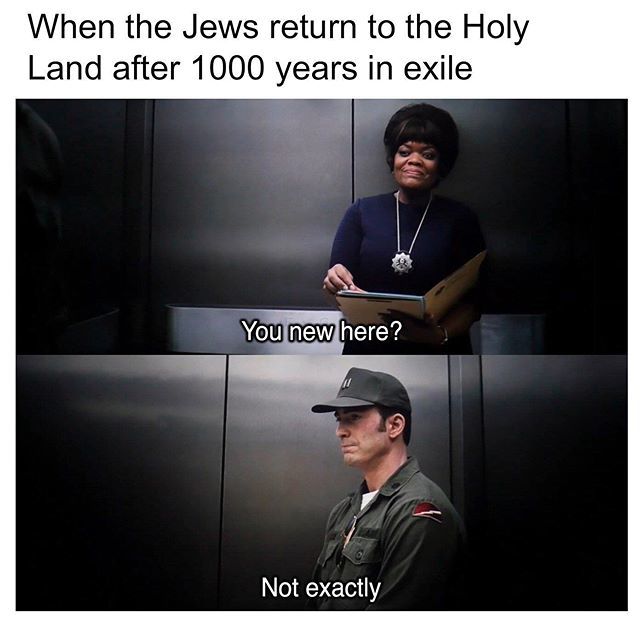 When the Jews return to the Holy
Land after 1000 years in exile
You new here?
Not exactly